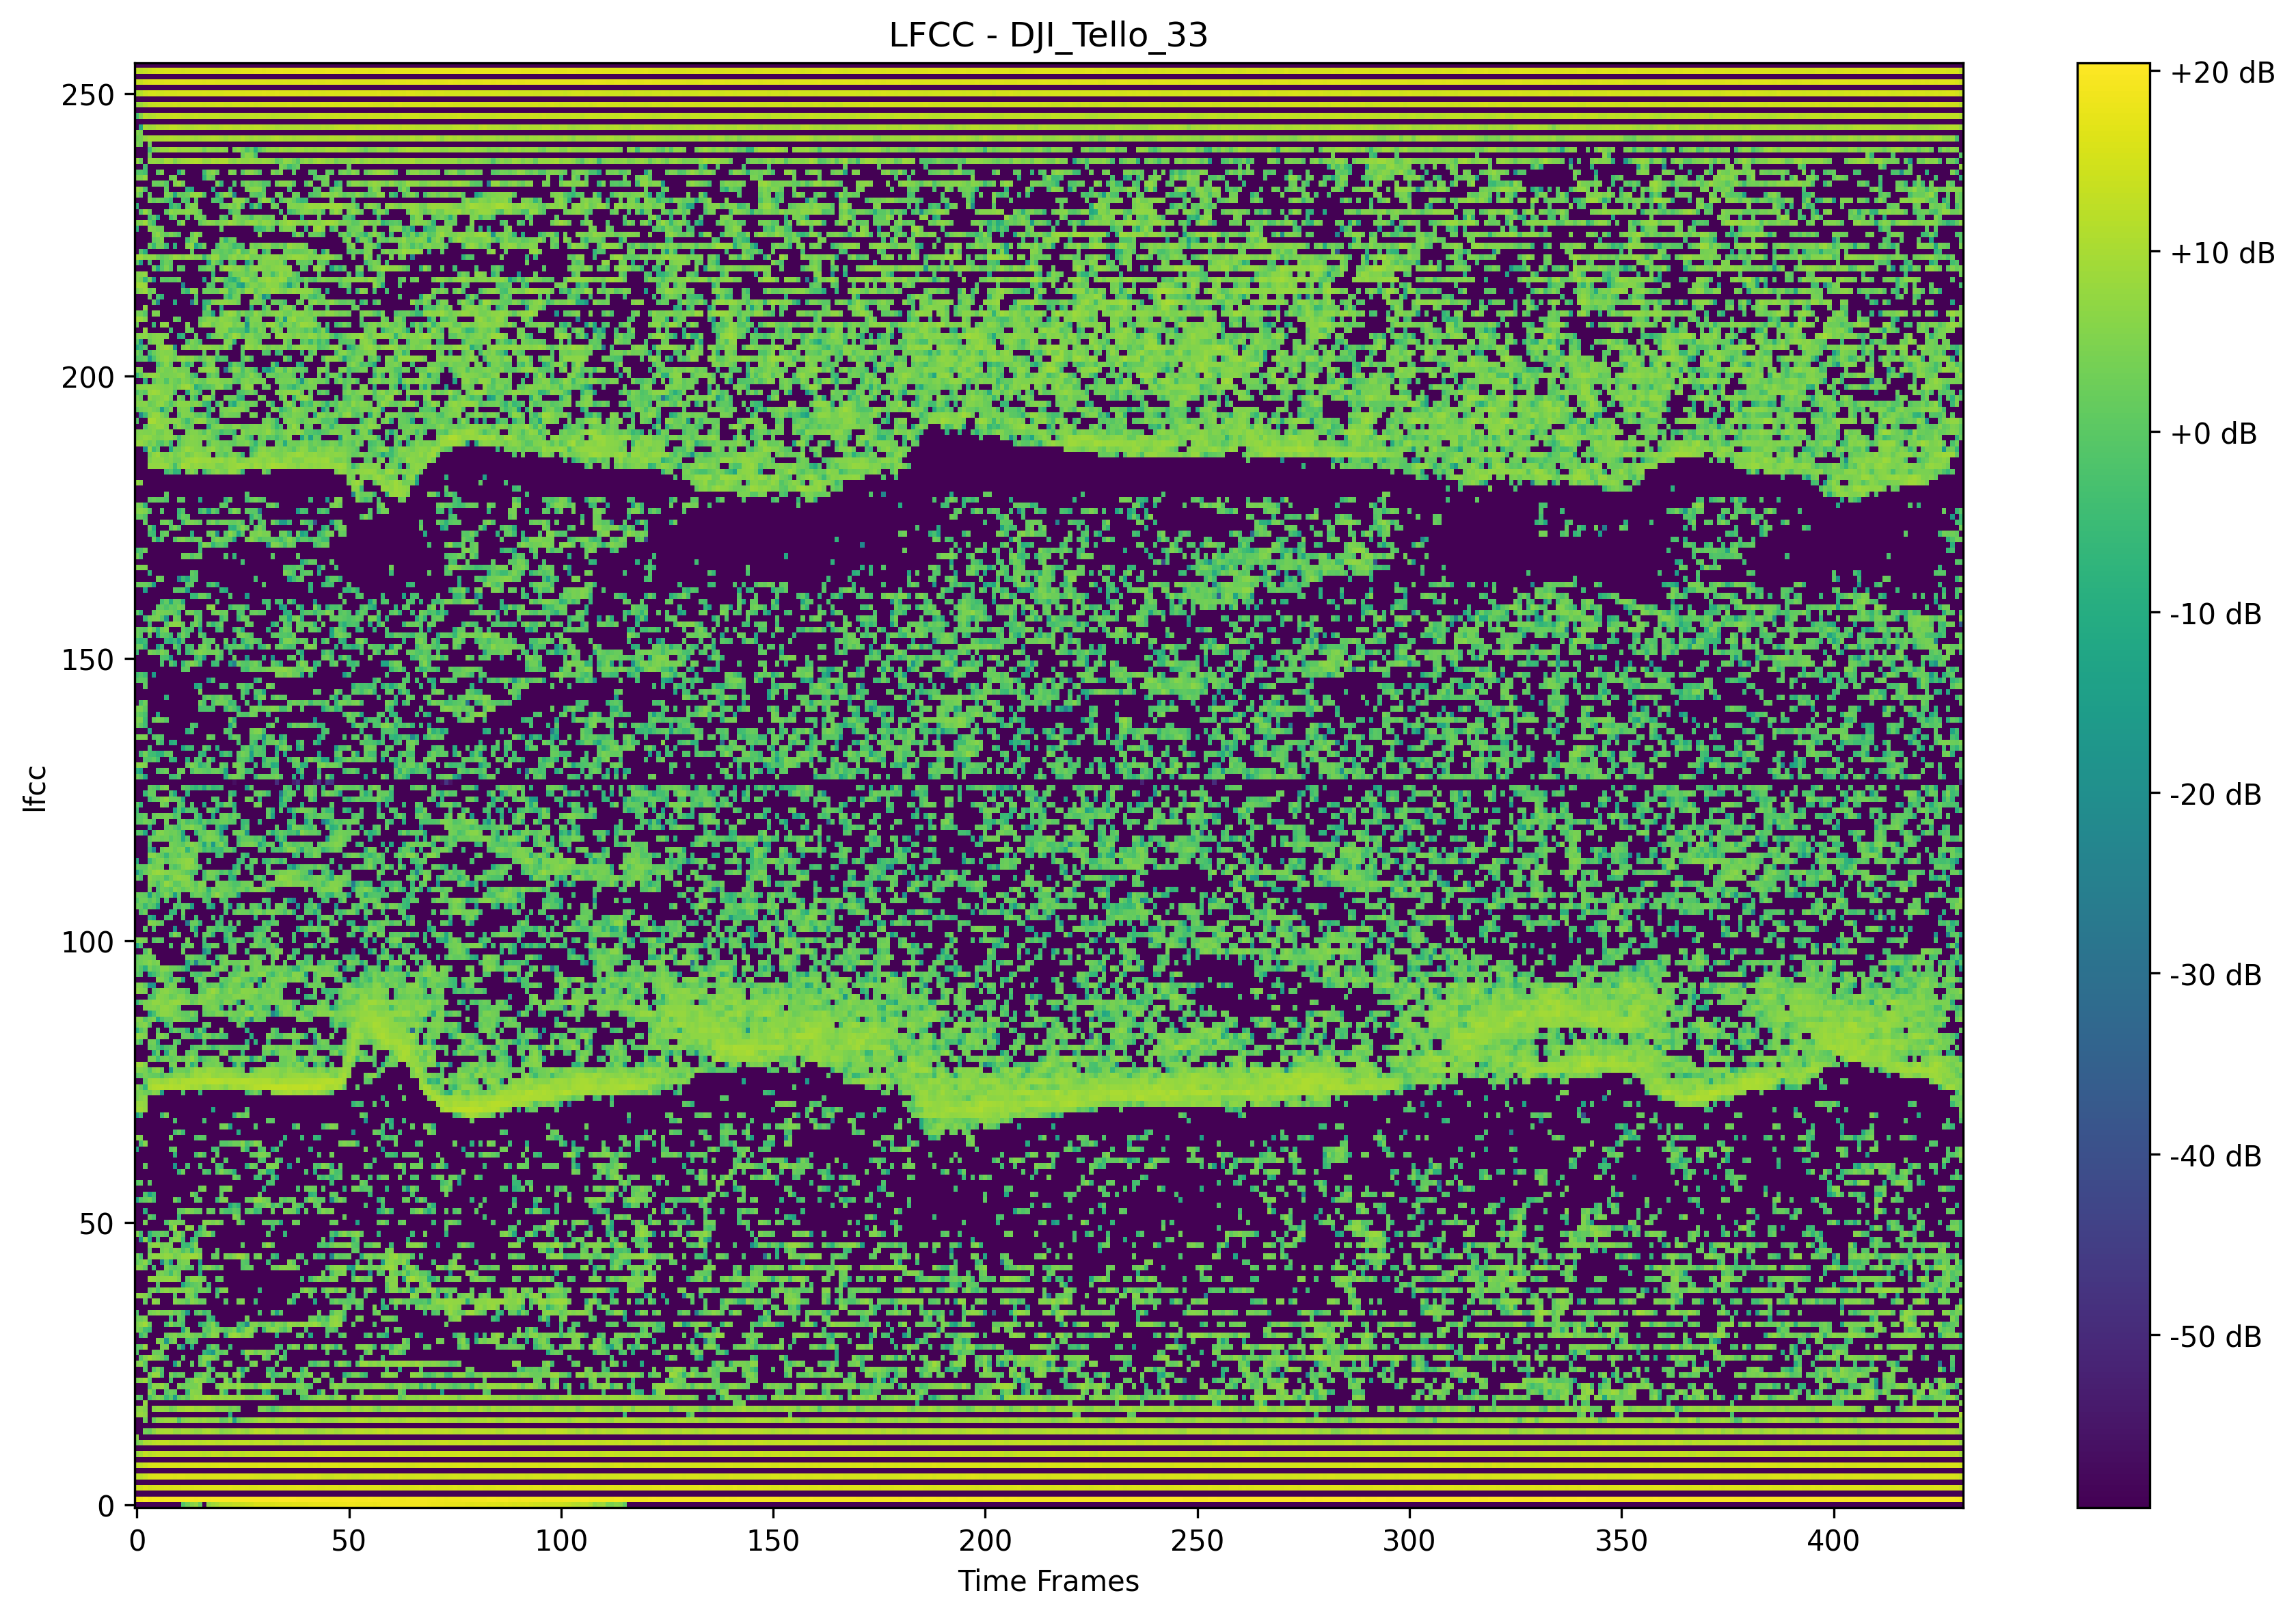 LFCC - DJI_Tello_33
250
200
150
100
50
0
lfcc
0 50 100 150 200 250 300 350 400
Time Frames
+20 dB
+10 dB
+0 dB
-10 dB
-20 dB
-30 dB
-40 dB
-50 dB